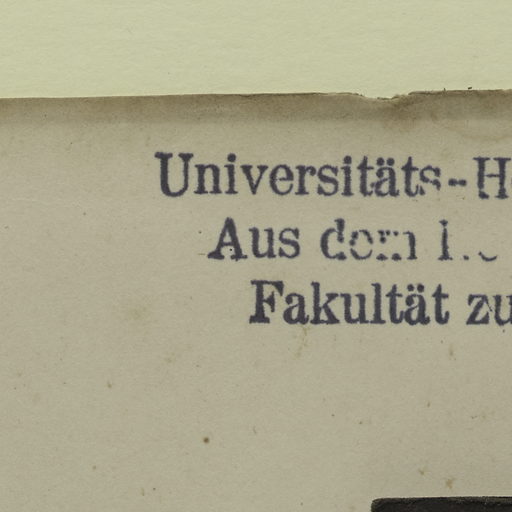 Universitäts-H
Aus dem
Fakultät zu